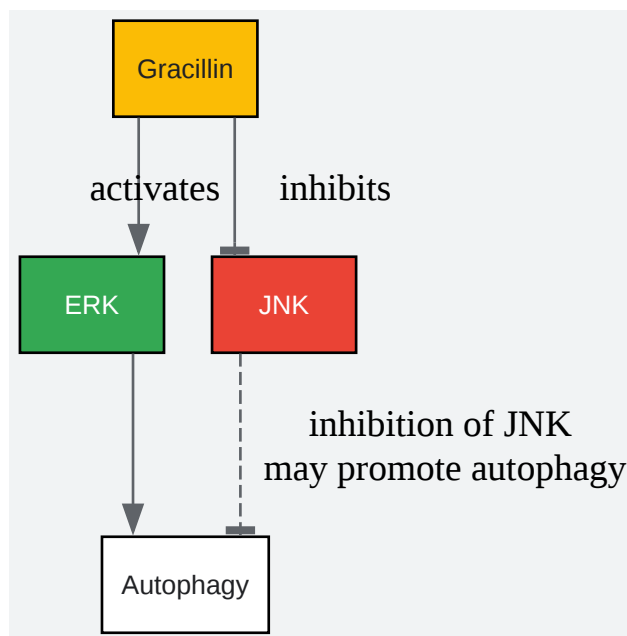 Gracillin
activates
inhibits
ERK
JNK
inhibition of JNK
may promote autophagy
Autophagy